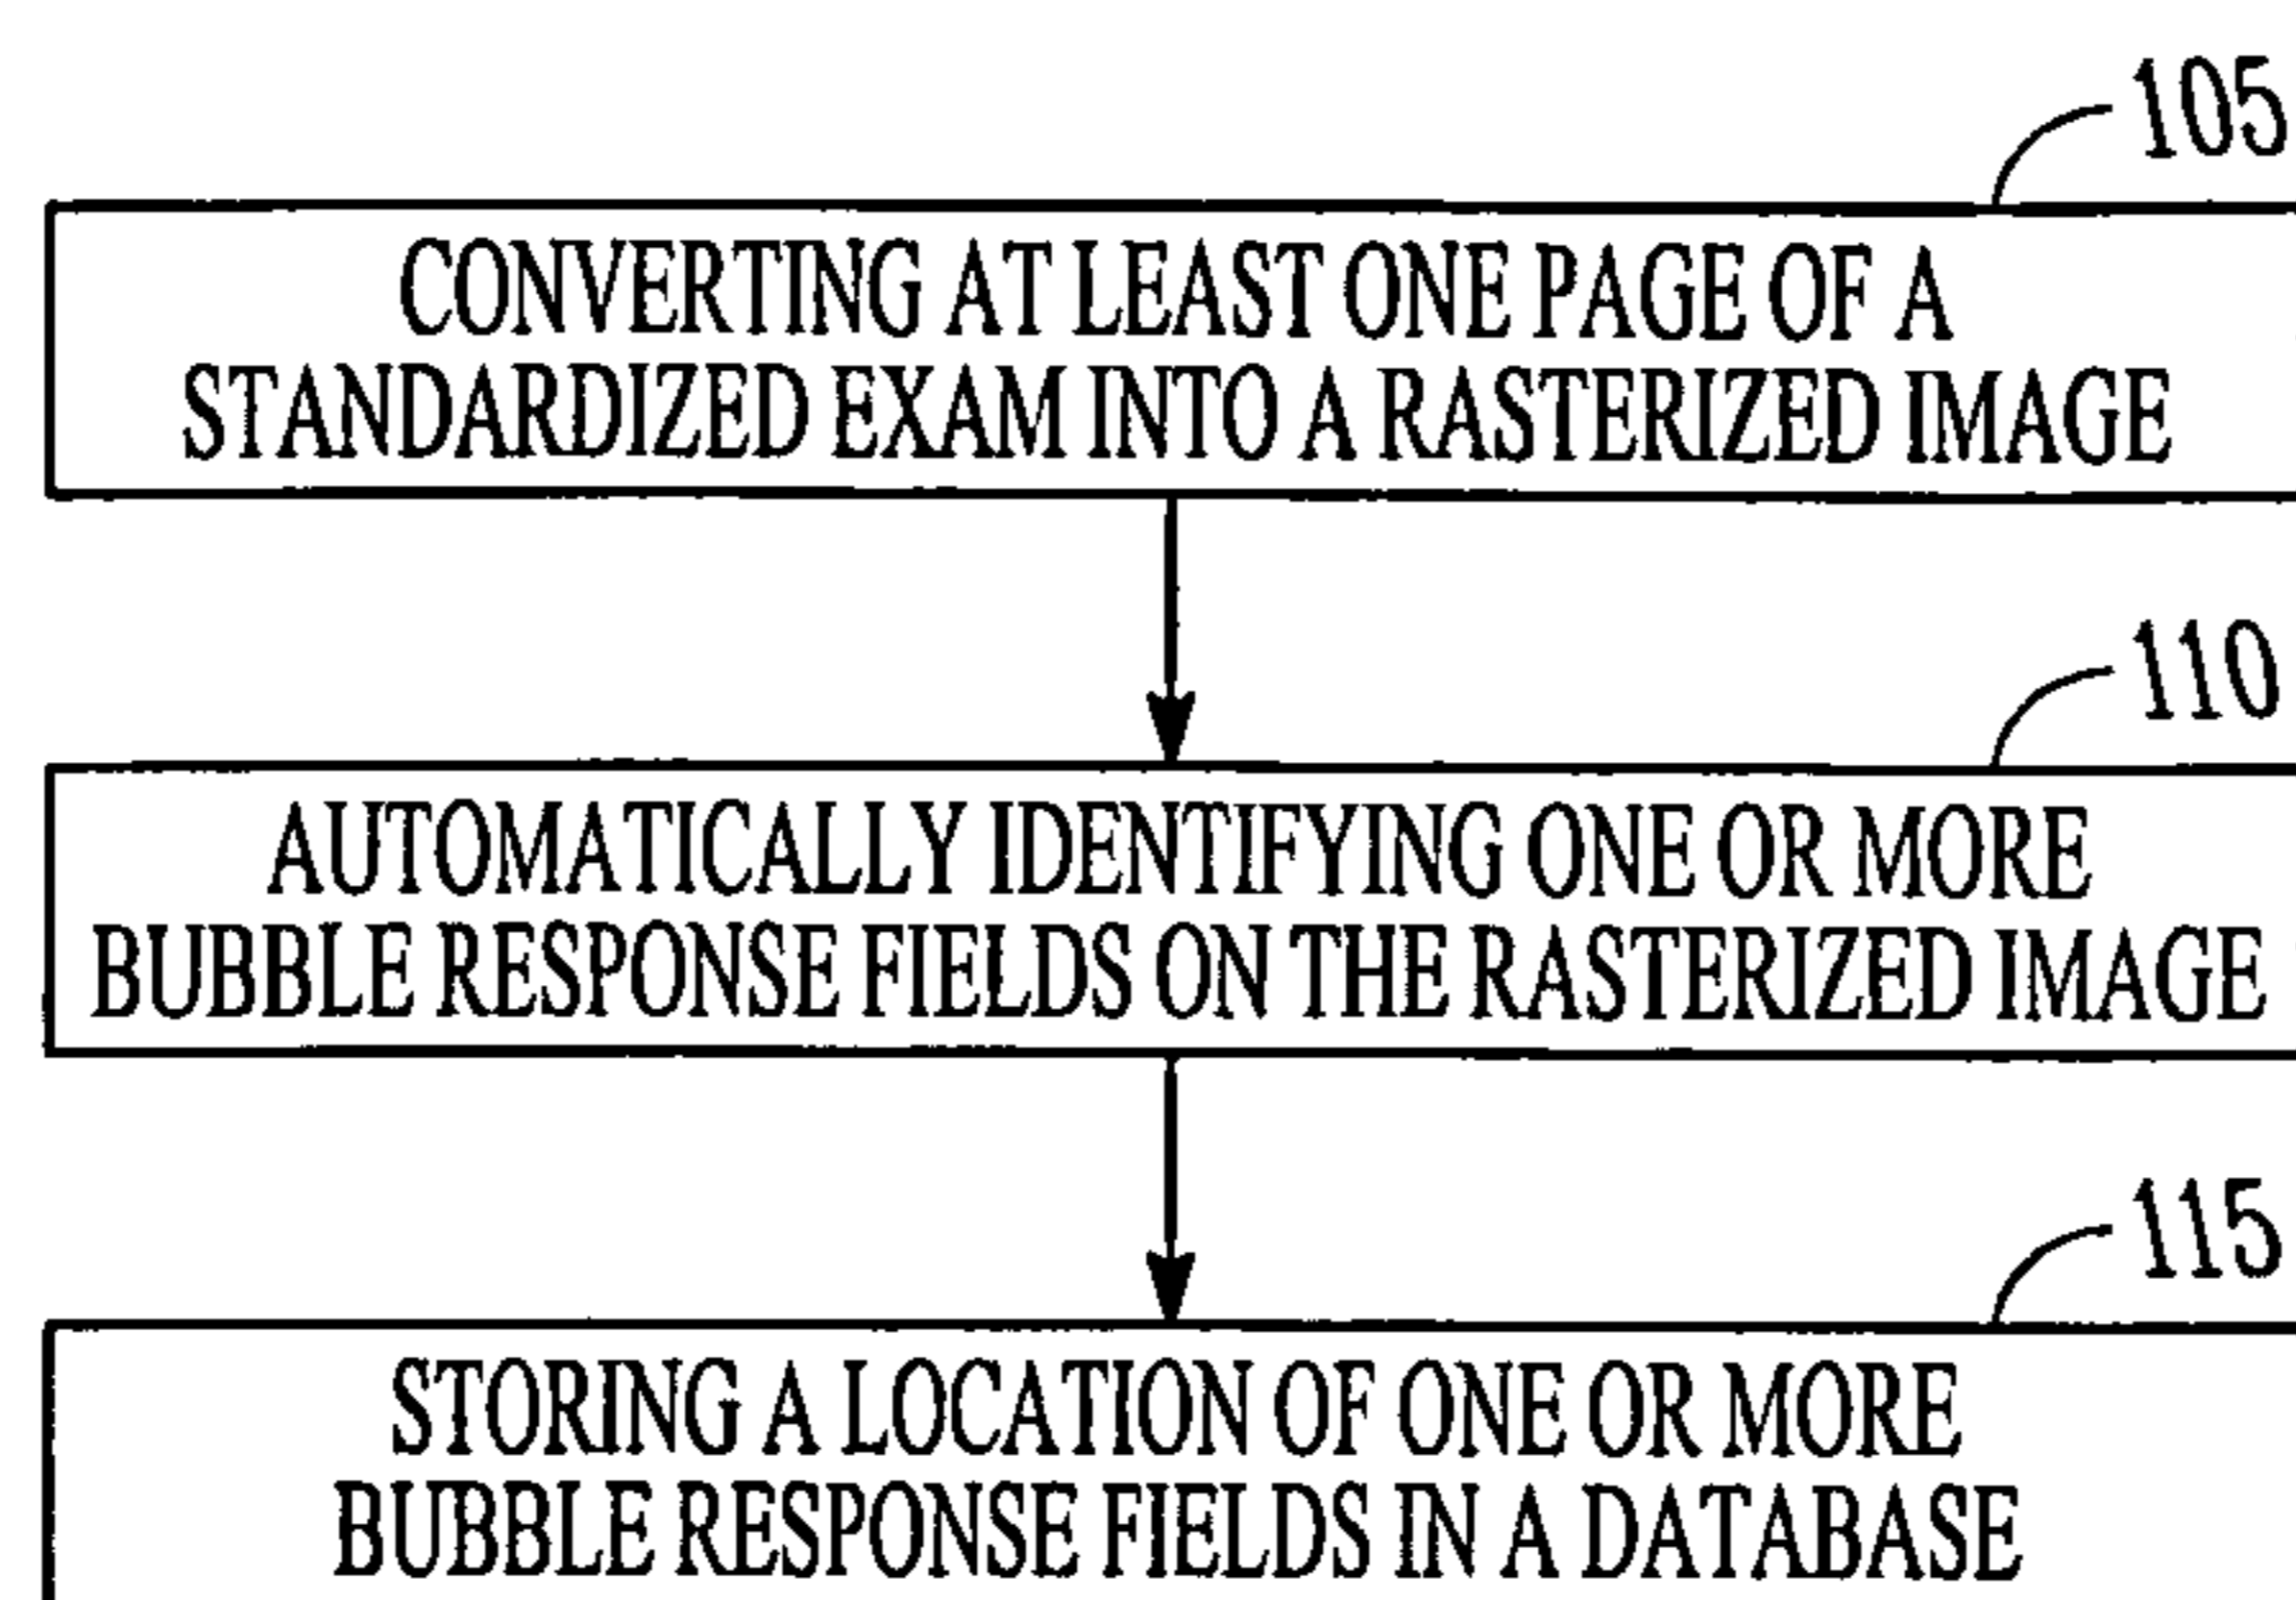 105
CONVERTING AT LEAST ONE PAGE OF A
STANDARDIZED EXAM INTO A RASTERIZED IMAGE
110
AUTOMATICALLY IDENTIFYING ONE OR MORE
BUBBLE RESPONSE FIELDS ON THE RASTERIZED IMAGE
115
STORING A LOCATION OF ONE OR MORE
BUBBLE RESPONSE FIELDS IN A DATABASE